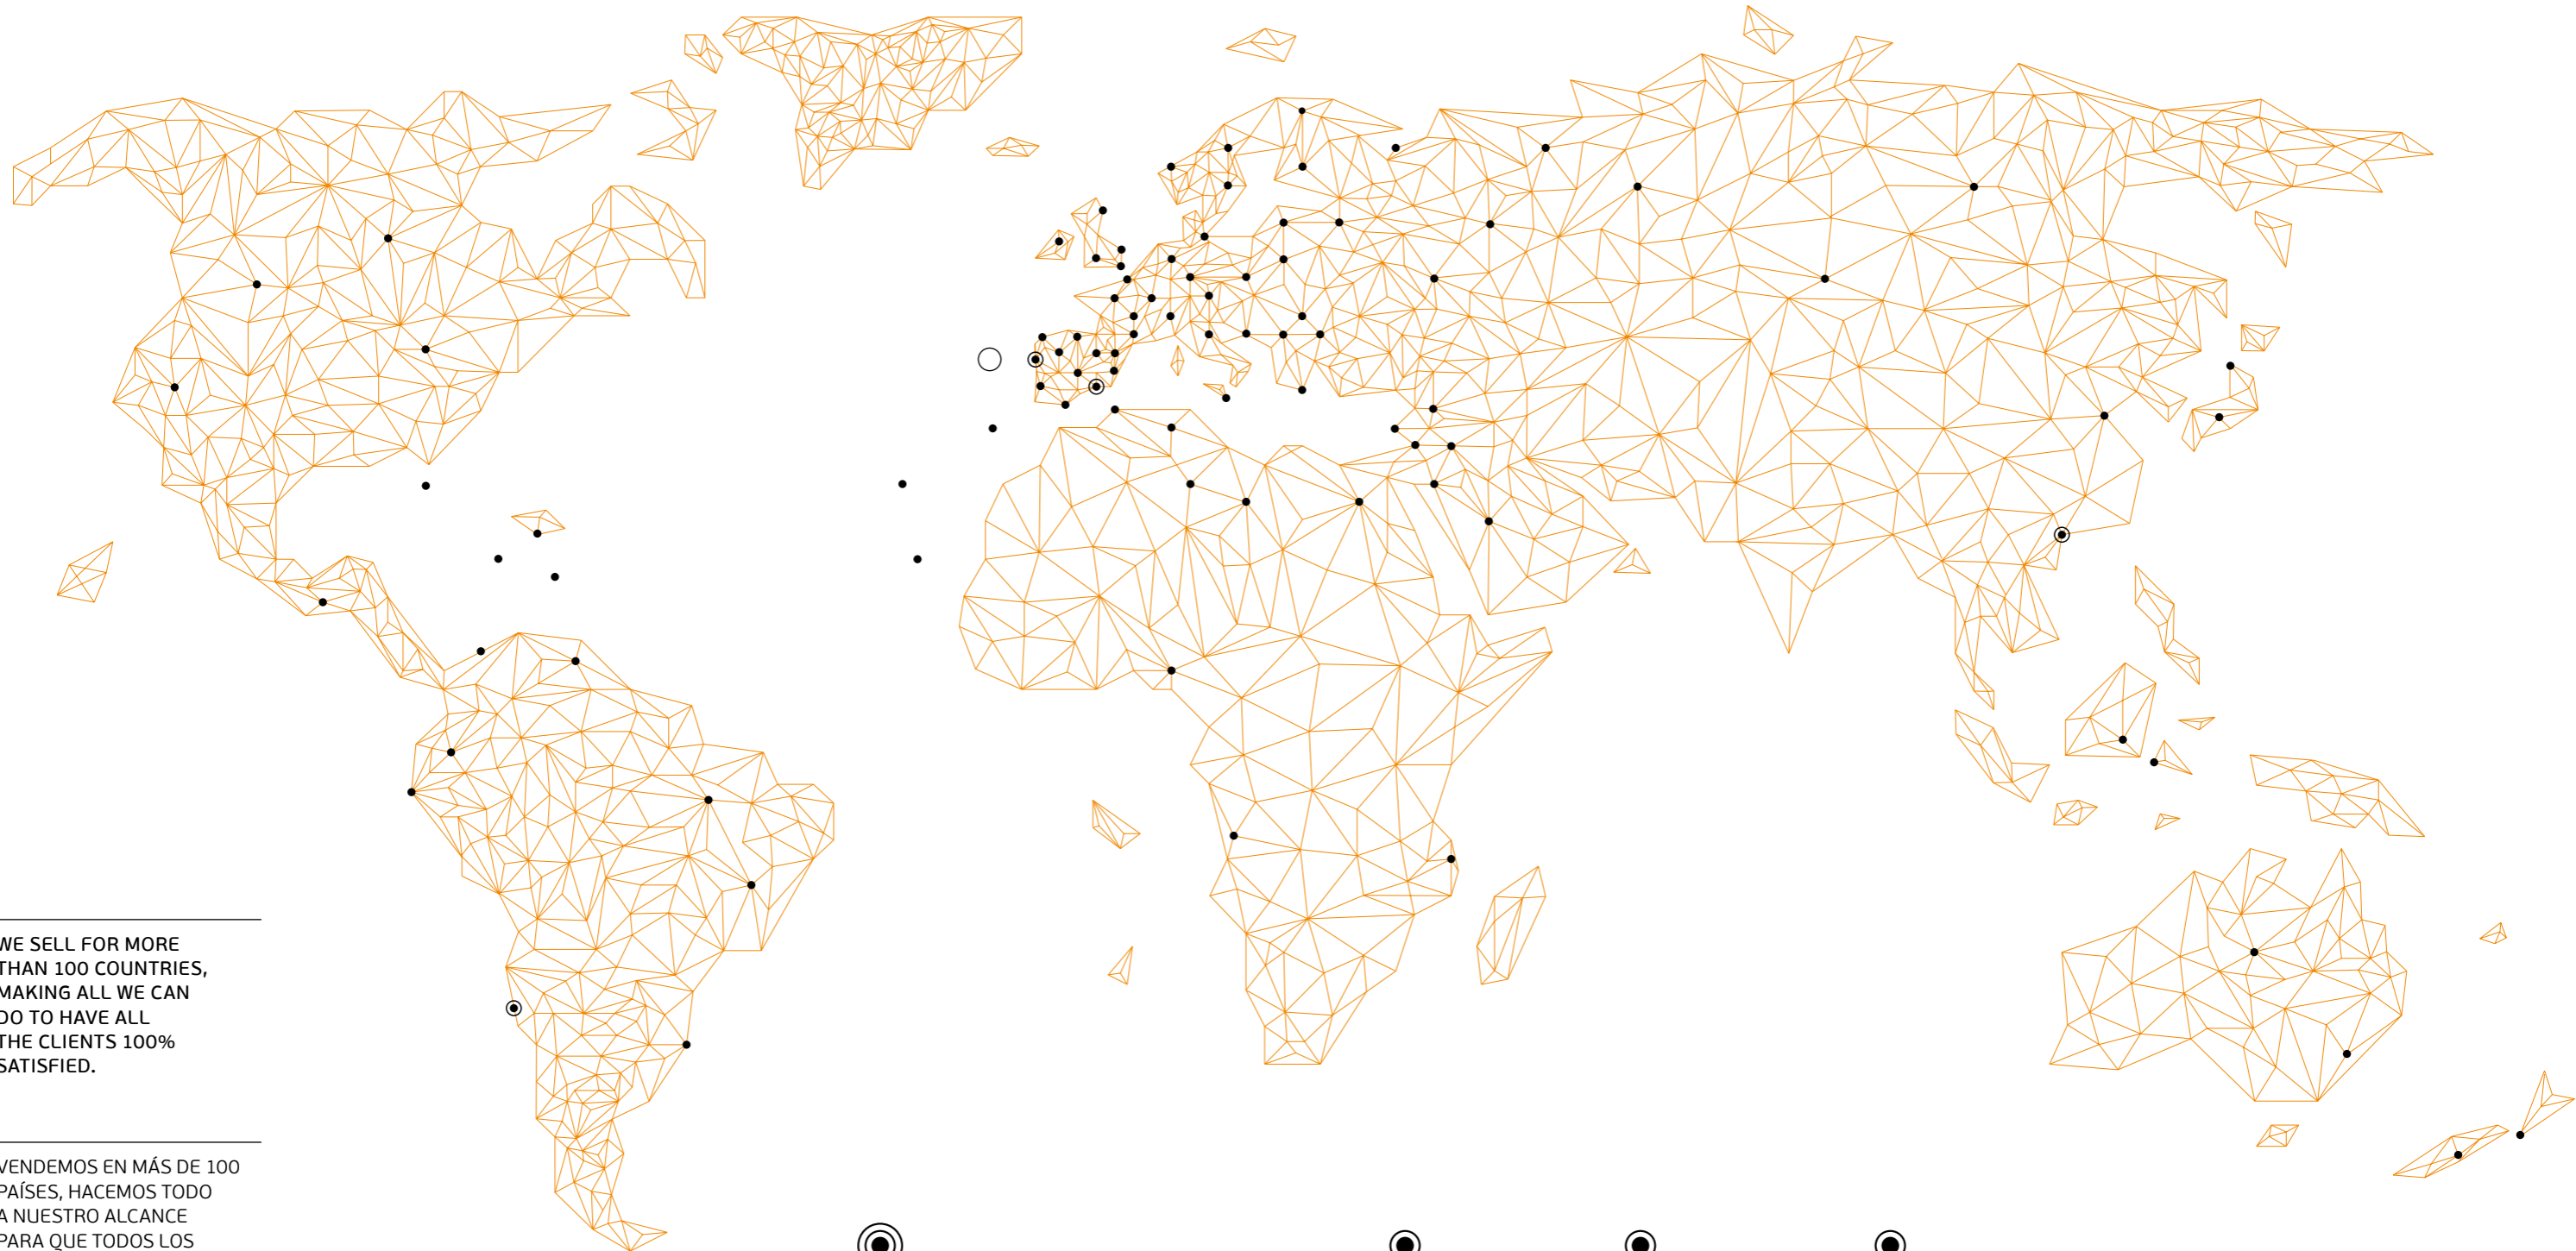 WE SELL FOR MORE
THAN 100 COUNTRIES,
MAKING ALL WE CAN
DO TO HAVE ALL
THE CLIENTS 100%
SATISFIED.
VENDEMOS EN MÁS DE 100
PAÍSES, HACEMOS TODO
A NUESTRO ALCANCE
PARA QUE TODOS LOS